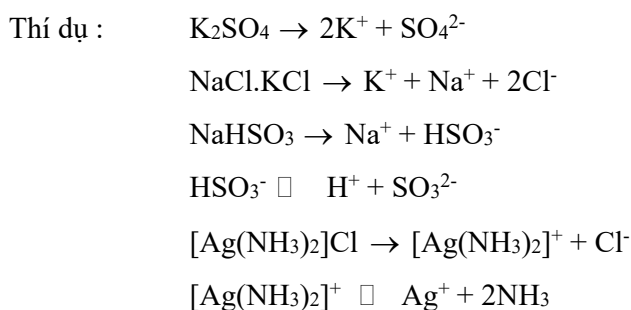 Thí dụ : K₂SO₄ → 2K⁺ + SO₄²⁻
NaCl.KCl → K⁺ + Na⁺ + 2Cl⁻
NaHSO₃ → Na⁺ + HSO₃⁻
HSO₃⁻ □ H⁺ + SO₃²⁻
[Ag(NH₃)₂]Cl → [Ag(NH₃)₂]⁺ + Cl⁻
[Ag(NH₃)₂]⁺ □ Ag⁺ + 2NH₃